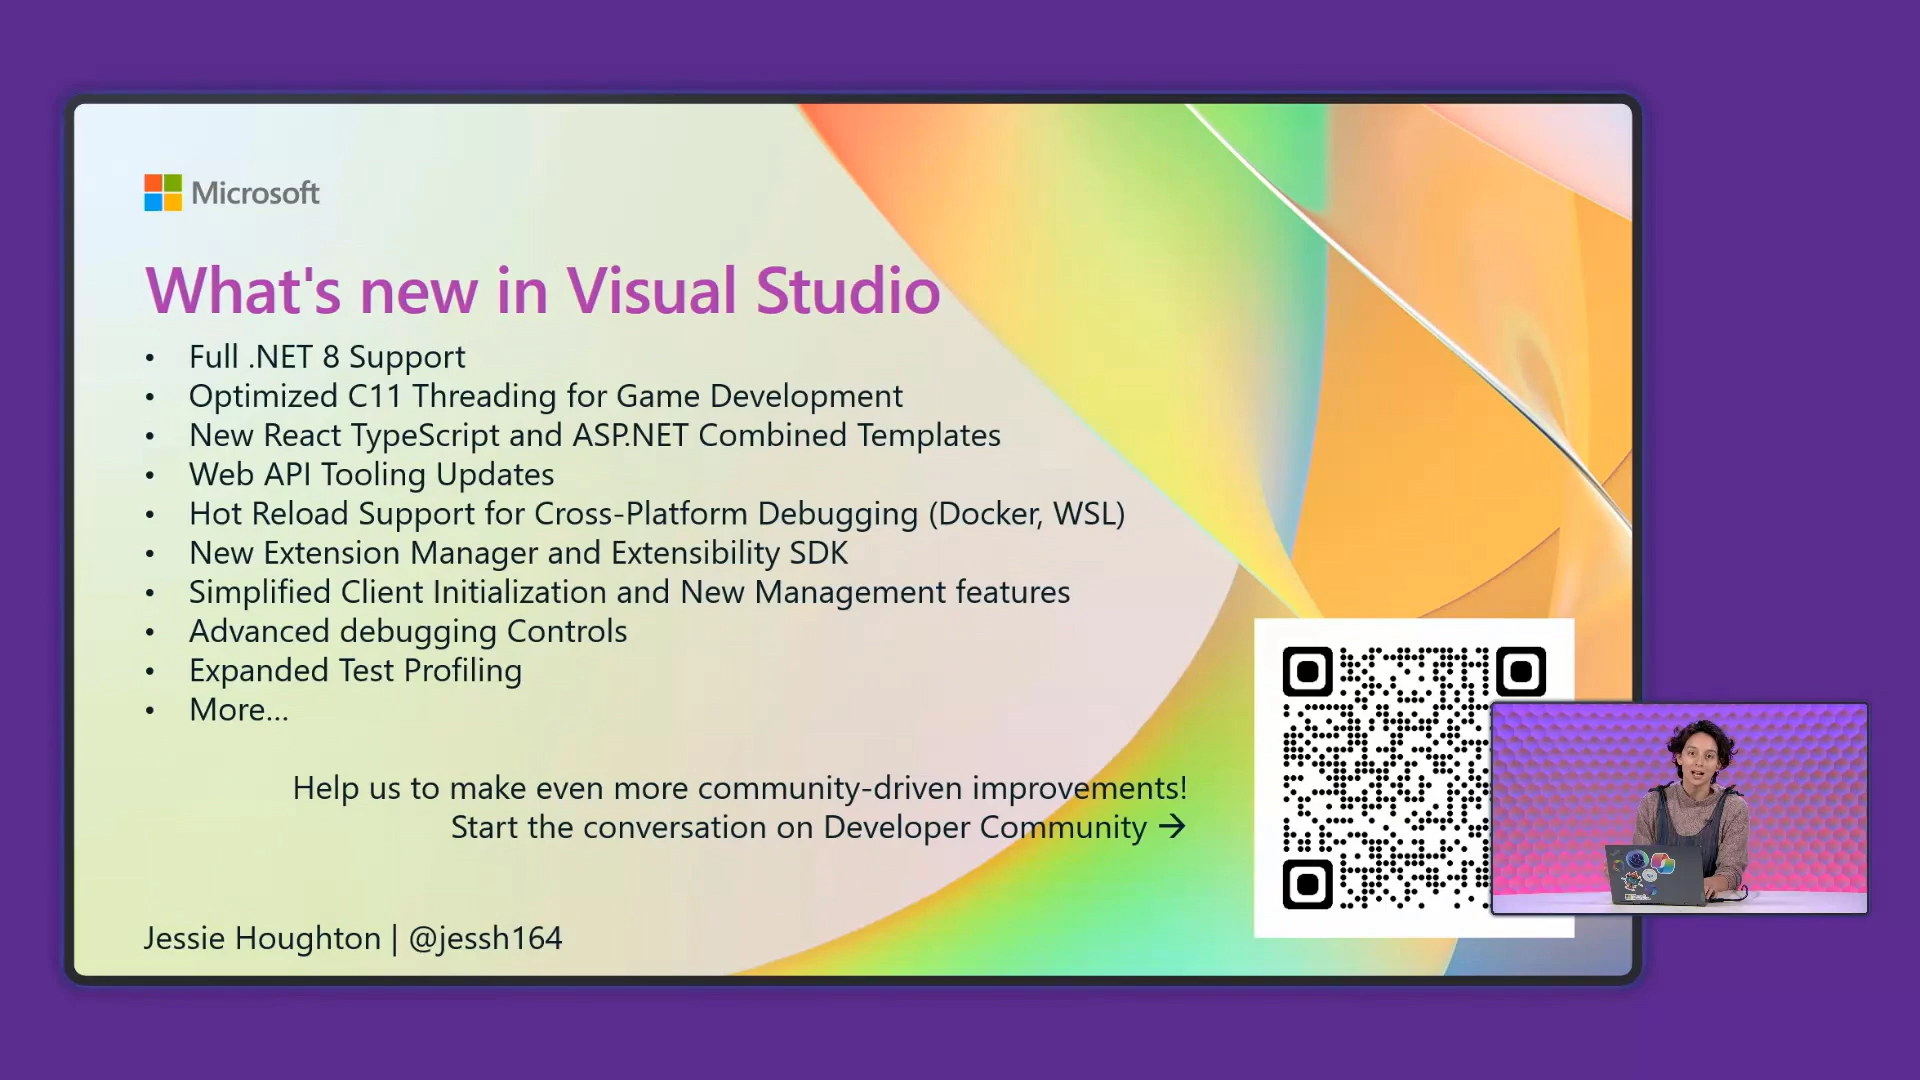 Microsoft
What's new in Visual Studio
• Full .NET 8 Support
• Optimized C11 Threading for Game Development
• New React TypeScript and ASP.NET Combined Templates
• Web API Tooling Updates
• Hot Reload Support for Cross-Platform Debugging (Docker, WSL)
• New Extension Manager and Extensibility SDK
• Simplified Client Initialization and New Management features
• Advanced debugging Controls
• Expanded Test Profiling
• More...
Help us to make even more community-driven improvements!
Start the conversation on Developer Community →
Jessie Houghton | @jessh164